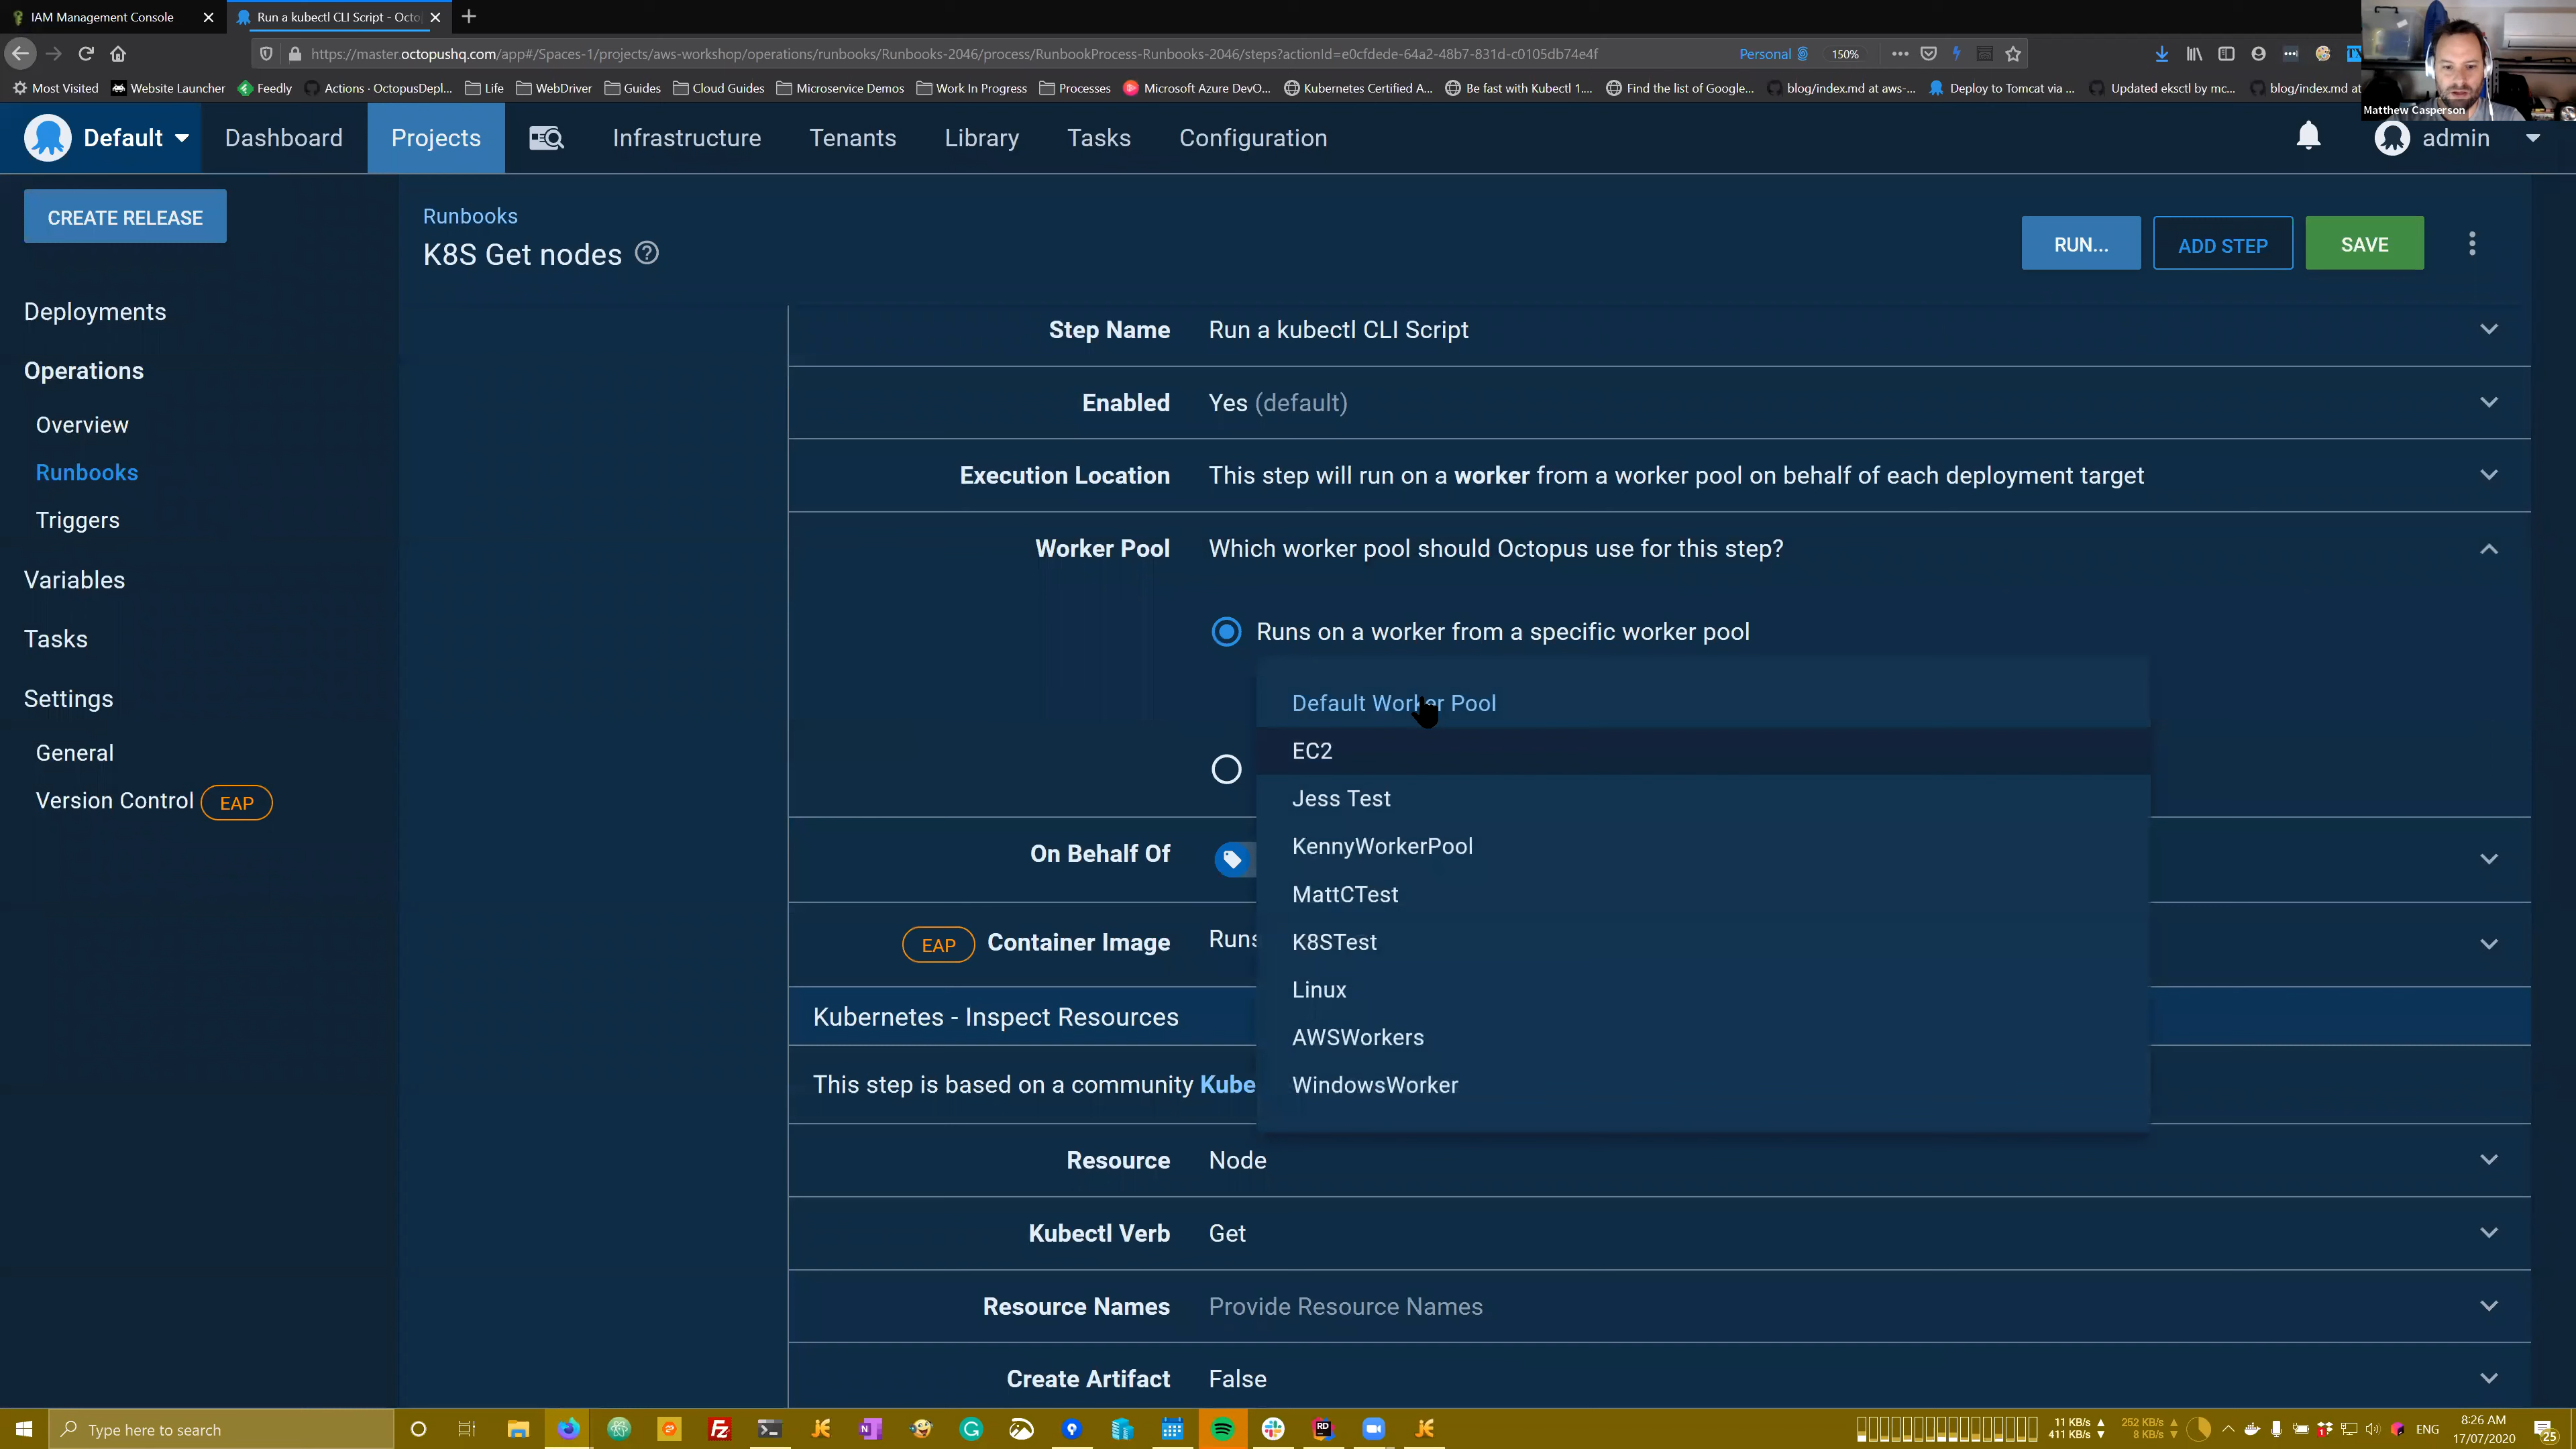 IAM Management Console
Run a kubectl CLI Script - Octo
https://master.octopushq.com/app#/Spaces-1/projects/aws-workshop/operations/runbooks/Runbooks-2046/process/RunbookProcess-Runbooks-2046/steps?actionId=e0cfdede-64a2-48b7-831d-c0105db74e4f
Personal
150%
Most Visited
Website Launcher
Feedly
Actions · OctopusDepl...
Life
WebDriver
Guides
Cloud Guides
Microservice Demos
Work In Progress
Processes
Microsoft Azure DevO...
Kubernetes Certified A...
Be fast with Kubectl 1....
Find the list of Google...
blog/index.md at aws-...
Deploy to Tomcat via ...
Updated eksctl by mc...
blog/index.md at
Matthew Casperson
Default
Dashboard
Projects
Infrastructure
Tenants
Library
Tasks
Configuration
admin
CREATE RELEASE
Deployments
Operations
Overview
Runbooks
Triggers
Variables
Tasks
Settings
General
Version Control EAP
Runbooks
K8S Get nodes
RUN...
ADD STEP
SAVE
Step Name Run a kubectl CLI Script
Enabled Yes (default)
Execution Location This step will run on a worker from a worker pool on behalf of each deployment target
Worker Pool Which worker pool should Octopus use for this step?
Runs on a worker from a specific worker pool
Default Worker Pool
EC2
Jess Test
KennyWorkerPool
MattCTest
K8STest
Linux
AWSWorkers
WindowsWorker
On Behalf Of
EAP Container Image Runs
Kubernetes - Inspect Resources
This step is based on a community Kube
Resource Node
Kubectl Verb Get
Resource Names Provide Resource Names
Create Artifact False
Type here to search
11 KB/s
411 KB/s
252 KB/s
8 KB/s
ENG
8:26 AM
17/07/2020
25